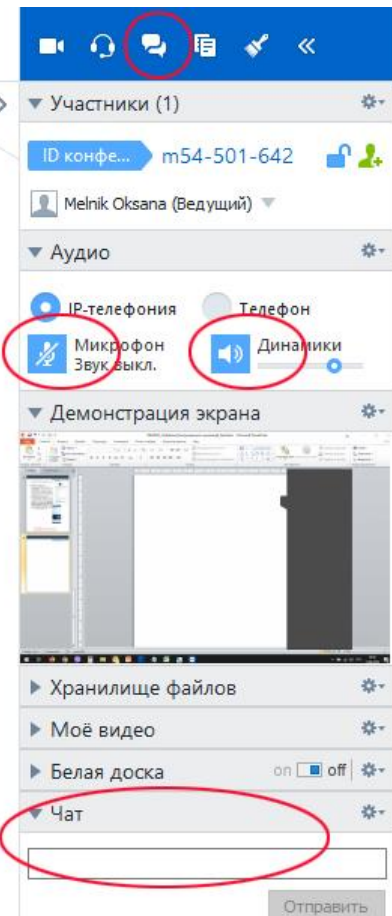 Участники (1)
ID конфе... m54-501-642
Melnik Oksana (Ведущий)
Аудио
IP-телефония Телефон
Микрофон Динамики
Звук выкл.
Демонстрация экрана
Хранилище файлов
Моё видео
Белая доска on off
Чат
Отправить